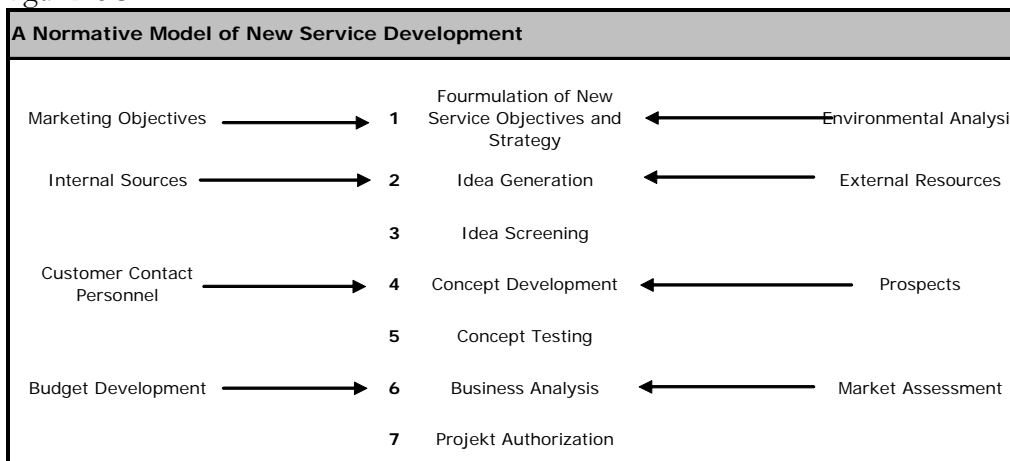 A Normative Model of New Service Development
Fourmulation of New
Marketing Objectives 1 Service Objectives and Environmental Analysi
Strategy
Internal Sources 2 Idea Generation External Resources
3 Idea Screening
Customer Contact
Personnel 4 Concept Development Prospects
5 Concept Testing
Budget Development 6 Business Analysis Market Assessment
7 Projekt Authorization